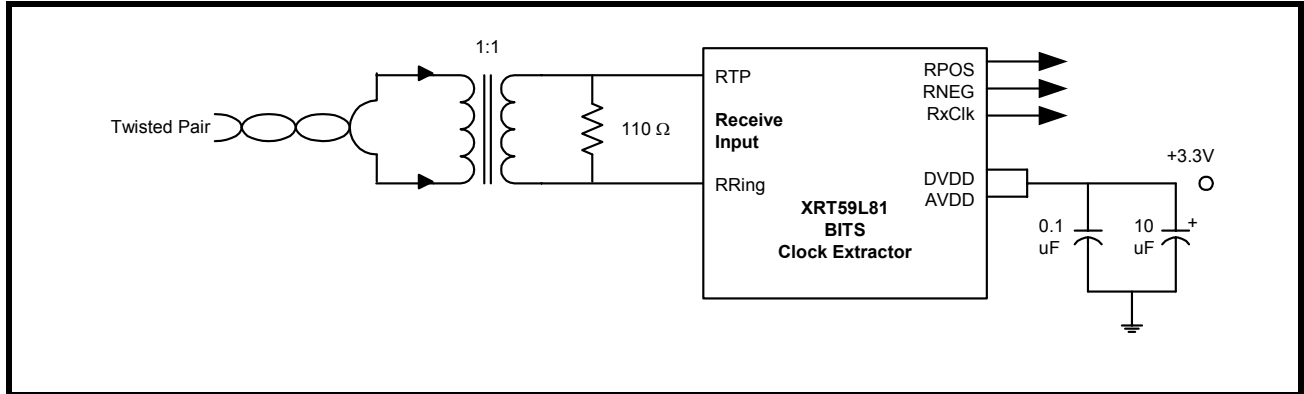 1:1
Twisted Pair
110 Ω
RTP
Receive
Input
RRing
XRT59L81
BITS
Clock Extractor
RPOS
RNEG
RxClk
DVDD
AVDD
+3.3V
0.1
uF
10
uF
+